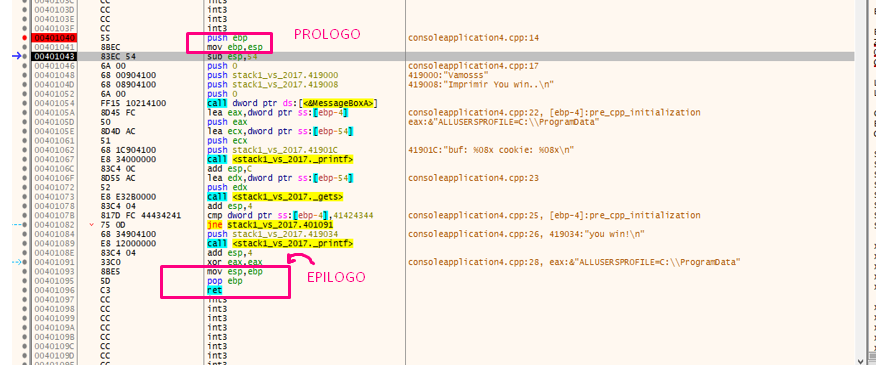 0040103C CC int3
0040103D CC int3
0040103E CC int3
0040103F CC int3
00401040 55 push ebp consoleapplication4.cpp:14
PROLOGO
00401041 8BEC mov ebp,esp
00401043 83EC 54 sub esp,54
00401046 6A 00 push 0 consoleapplication4.cpp:17
00401048 68 00904100 push stack1_vs_2017.419000 419000:"Vamosss"
0040104D 68 08904100 push stack1_vs_2017.419008 419008:"Imprimir You win..\n"
00401052 6A 00 push 0
00401054 FF15 10214100 call dword ptr ds:[<&MessageBoxA>]
0040105A 8D45 FC lea eax,dword ptr ss:[ebp-4] consoleapplication4.cpp:22, [ebp-4]:pre_cpp_initialization
0040105D 50 push eax eax:&"ALLUSERSPROFILE=C:\\ProgramData"
0040105E 8D4D AC lea ecx,dword ptr ss:[ebp-54]
00401061 51 push ecx
00401062 68 1C904100 push stack1_vs_2017.41901C 41901C:"buf: %08x cookie: %08x\n"
00401067 E8 34000000 call <stack1_vs_2017._printf>
0040106C 83C4 0C add esp,C
0040106F 8D55 AC lea edx,dword ptr ss:[ebp-54] consoleapplication4.cpp:23
00401072 52 push edx
00401073 E8 E32B0000 call <stack1_vs_2017._gets>
00401078 83C4 04 add esp,4
0040107B 817D FC 44434241 cmp dword ptr ss:[ebp-4],41424344 consoleapplication4.cpp:25, [ebp-4]:pre_cpp_initialization
00401082 75 0D jne stack1_vs_2017.401091
00401084 68 34904100 push stack1_vs_2017.419034 consoleapplication4.cpp:26, 419034:"you win!\n"
00401089 E8 12000000 call <stack1_vs_2017._printf>
0040108E 83C4 04 add esp,4
00401091 33C0 xor eax,eax consoleapplication4.cpp:28, eax:&"ALLUSERSPROFILE=C:\\ProgramData"
00401093 8BE5 mov esp,ebp
EPILOGO
00401095 5D pop ebp
00401096 C3 ret
00401097 CC int3
00401098 CC int3
00401099 CC int3
0040109A CC int3
0040109B CC int3
0040109C CC int3
0040109D CC int3
0040109E CC int3